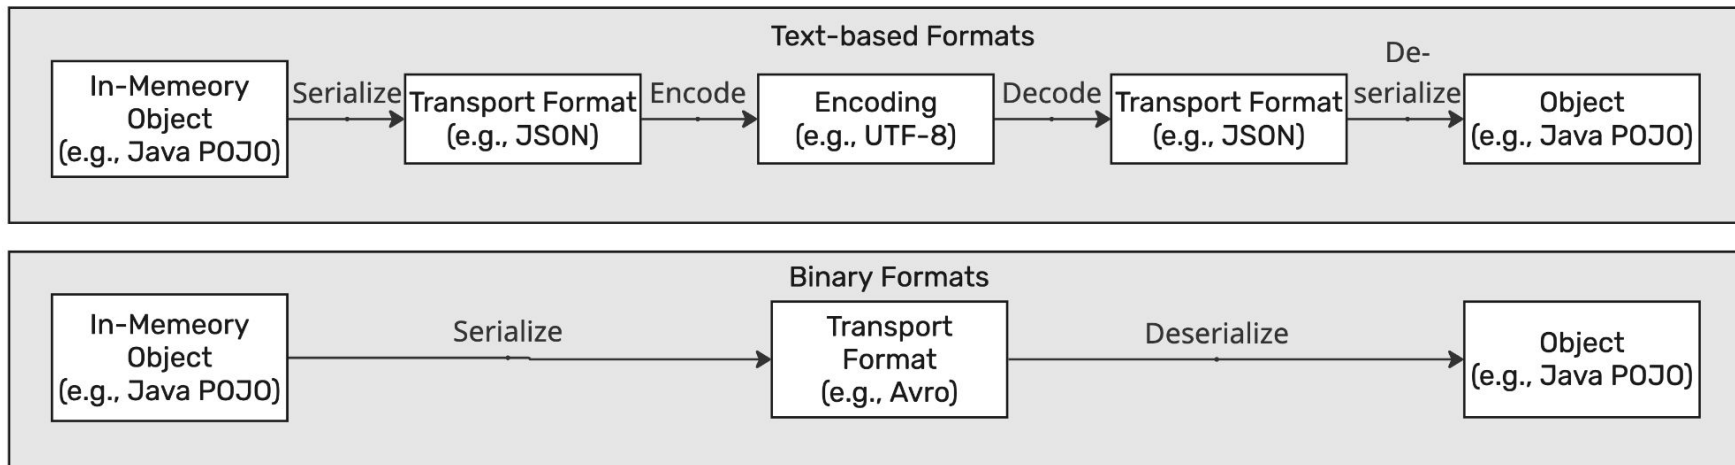 Text-based Formats
In-Memeory
Object
(e.g., Java POJO)
Serialize
Transport Format
(e.g., JSON)
Encode
Encoding
(e.g., UTF-8)
Decode
Transport Format
(e.g., JSON)
De-
serialize
Object
(e.g., Java POJO)
Binary Formats
In-Memeory
Object
(e.g., Java POJO)
Serialize
Transport
Format
(e.g., Avro)
Deserialize
Object
(e.g., Java POJO)